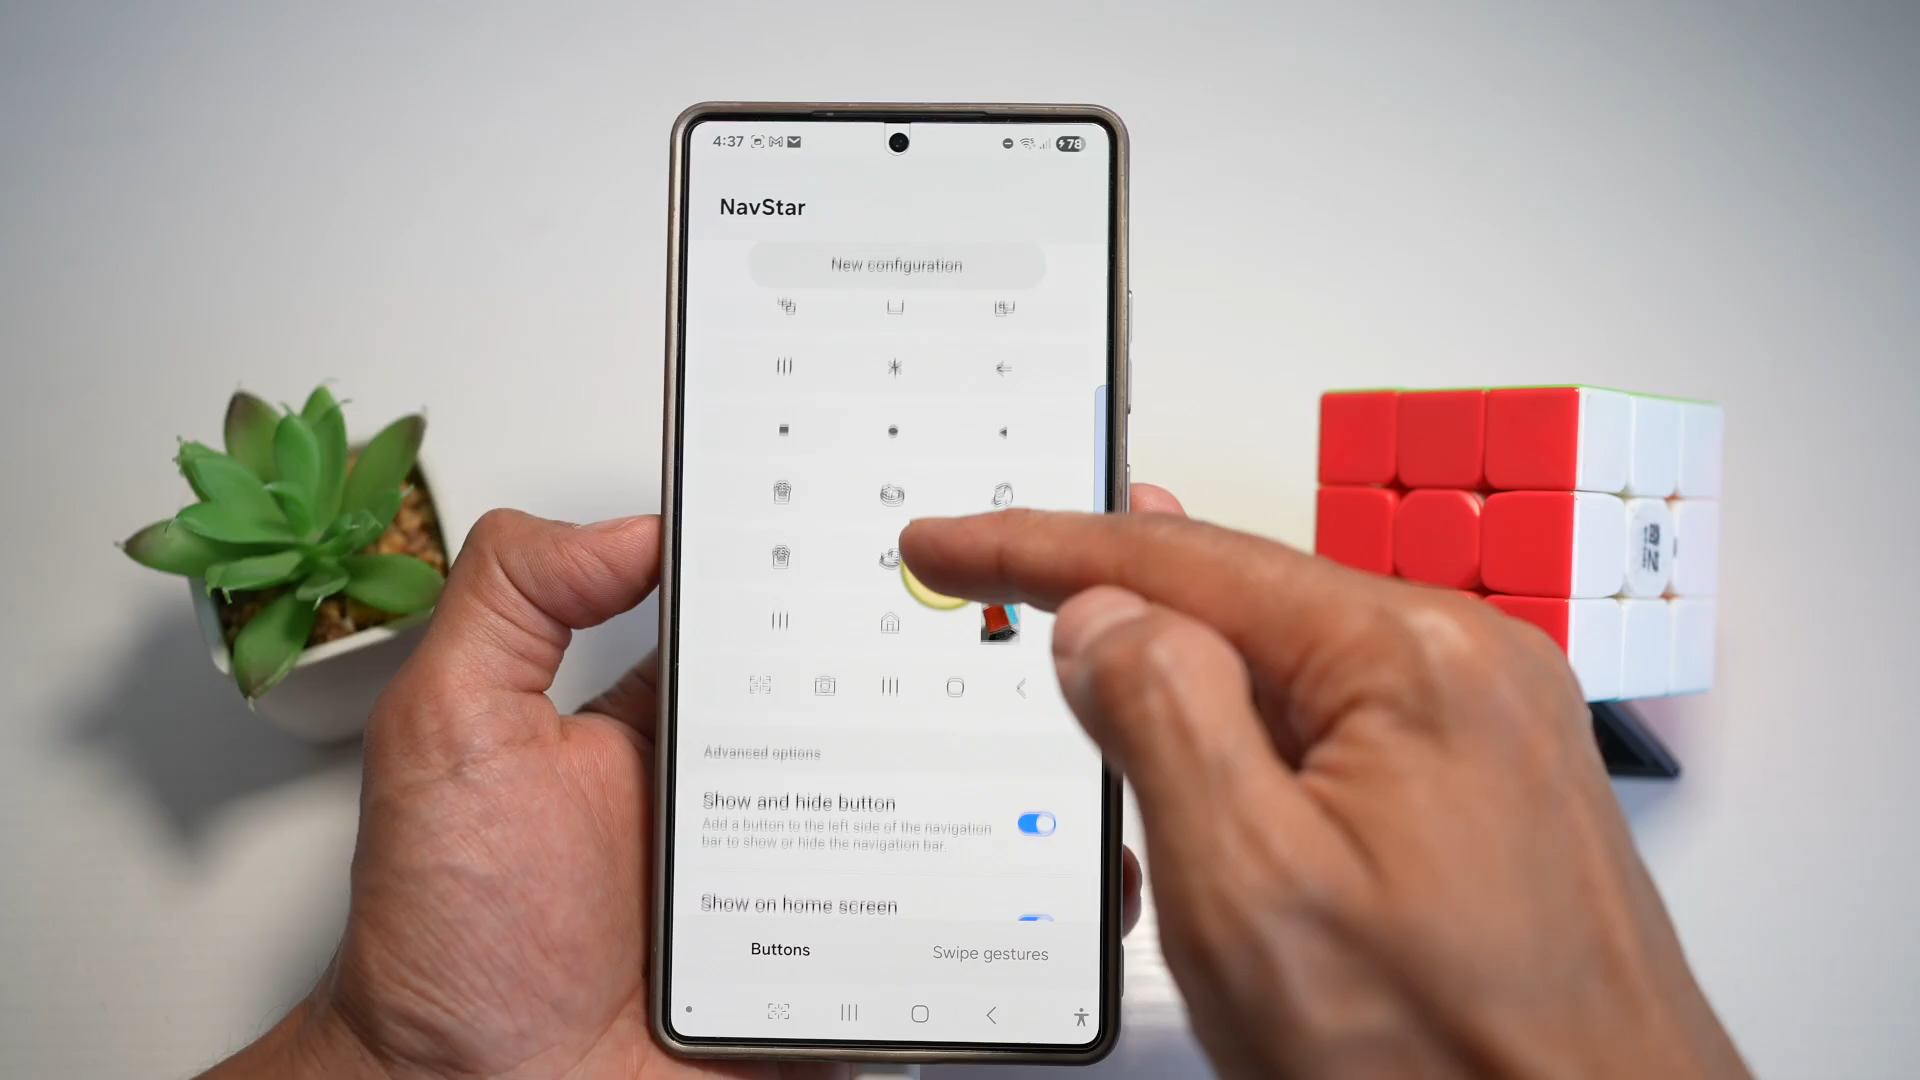 4:37
78
NavStar
New configuration
Advanced options
Show and hide button
Add a button to the left side of the navigation
bar to show or hide the navigation bar.
Show on home screen
Buttons
Swipe gestures